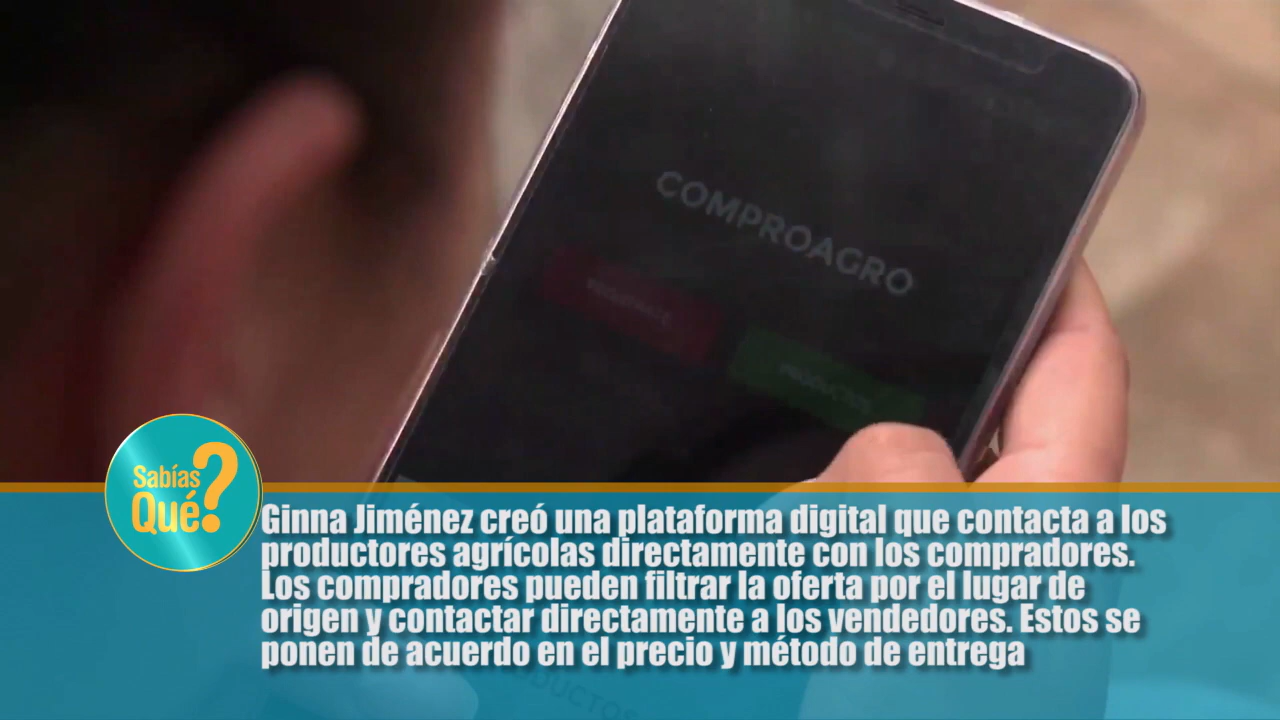 COMPROAGRO
PRODUCTOS
Sabías
Qué?
Ginna Jiménez creó una plataforma digital que contacta a los
productores agrícolas directamente con los compradores.
Los compradores pueden filtrar la oferta por el lugar de
origen y contactar directamente a los vendedores. Estos se
ponen de acuerdo en el precio y método de entrega